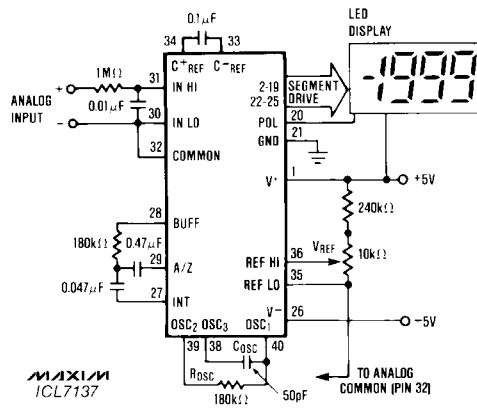 LED
DISPLAY
-1999
0.1µF
34 33
C+REF C-REF
1MΩ
+ 31 IN HI
ANALOG
INPUT
0.01µF
- 30 IN LO
32 COMMON
2-19
22-25
SEGMENT
DRIVE
20 POL
21 GND
1 V+
+5V
240kΩ
28 BUFF
180kΩ
0.47µF
29 A/Z
0.047µF
27 INT
36 REF HI
VREF
10kΩ
35 REF LO
26 V-
-5V
OSC2 OSC3 OSC1
39 38 40
COSC
ROSC
180kΩ
50pF
TO ANALOG
COMMON (PIN 32)
MAXIM
ICL7137